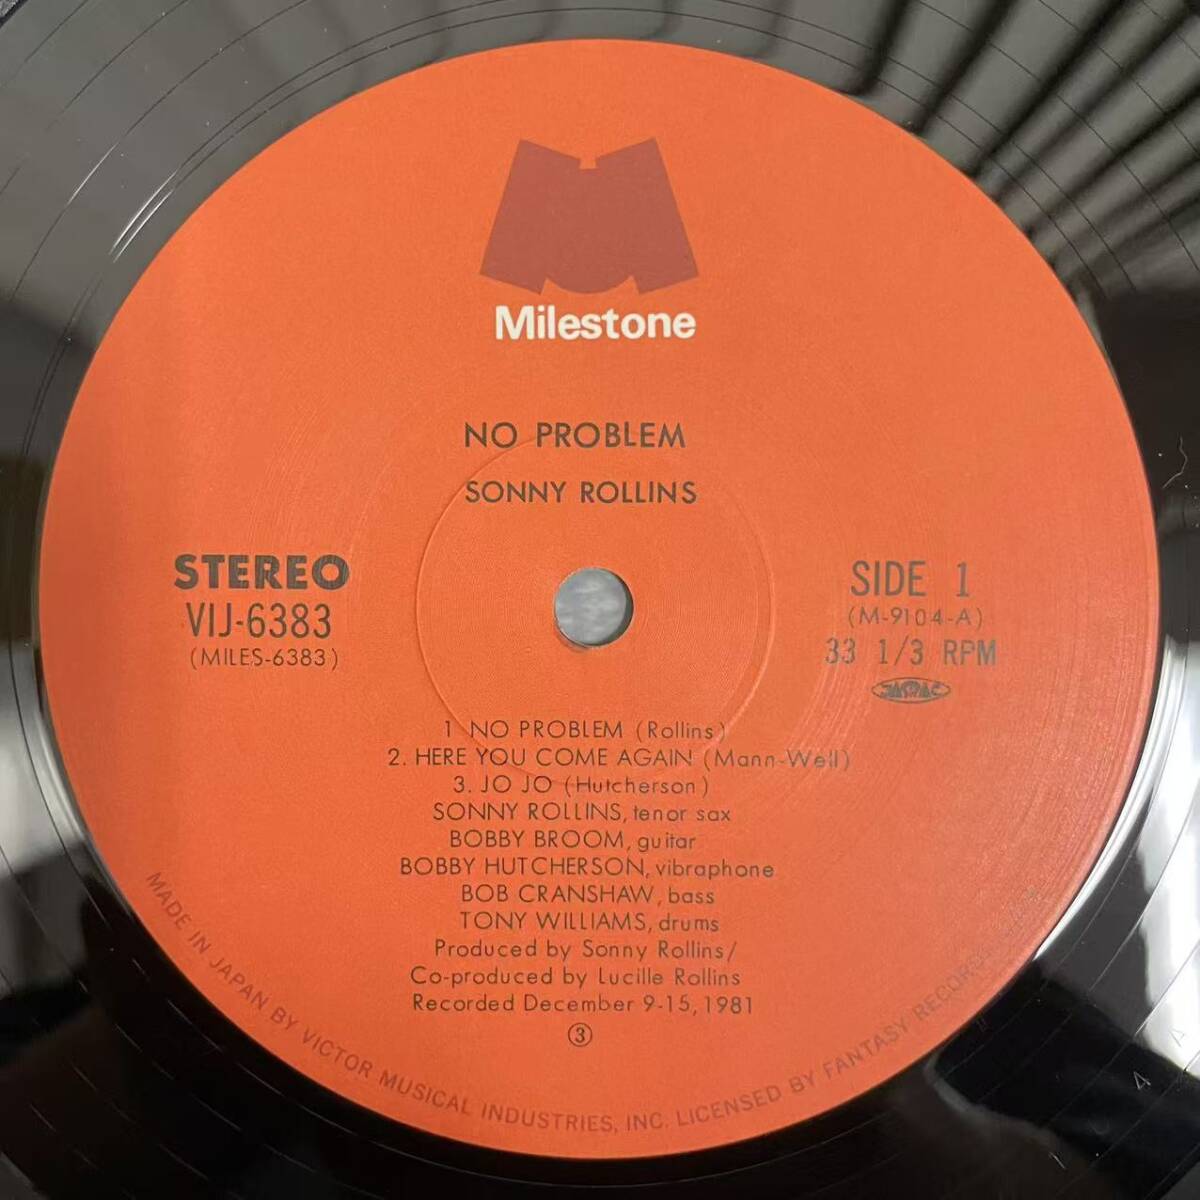 Milestone
NO PROBLEM
SONNY ROLLINS
STEREO
VIJ-6383
(MILES-6383)
SIDE 1
(M-9104-A)
33 1/3 RPM
JASRAC
1 NO PROBLEM (Rollins)
2. HERE YOU COME AGAIN (Mann-Well)
3. JO JO (Hutcherson)
SONNY ROLLINS, tenor sax
BOBBY BROOM, guitar
BOBBY HUTCHERSON, vibraphone
BOB CRANSHAW, bass
TONY WILLIAMS, drums
Produced by Sonny Rollins/
Co-produced by Lucille Rollins
Recorded December 9-15, 1981
③
MADE IN JAPAN BY VICTOR MUSICAL INDUSTRIES, INC. LICENSED BY FANTASY RECORDS
4